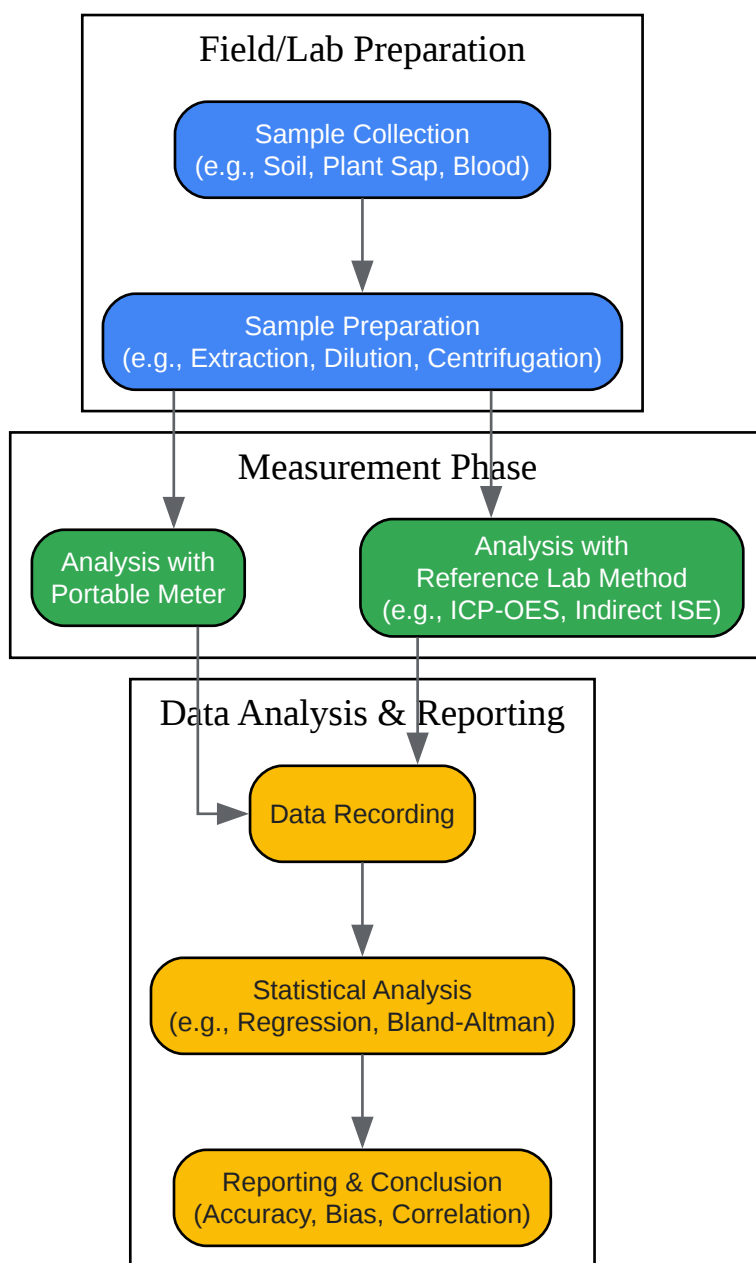 Field/Lab Preparation
Sample Collection
(e.g., Soil, Plant Sap, Blood)
Sample Preparation
(e.g., Extraction, Dilution, Centrifugation)
Measurement Phase
Analysis with
Portable Meter
Analysis with
Reference Lab Method
(e.g., ICP-OES, Indirect ISE)
Data Analysis & Reporting
Data Recording
Statistical Analysis
(e.g., Regression, Bland-Altman)
Reporting & Conclusion
(Accuracy, Bias, Correlation)